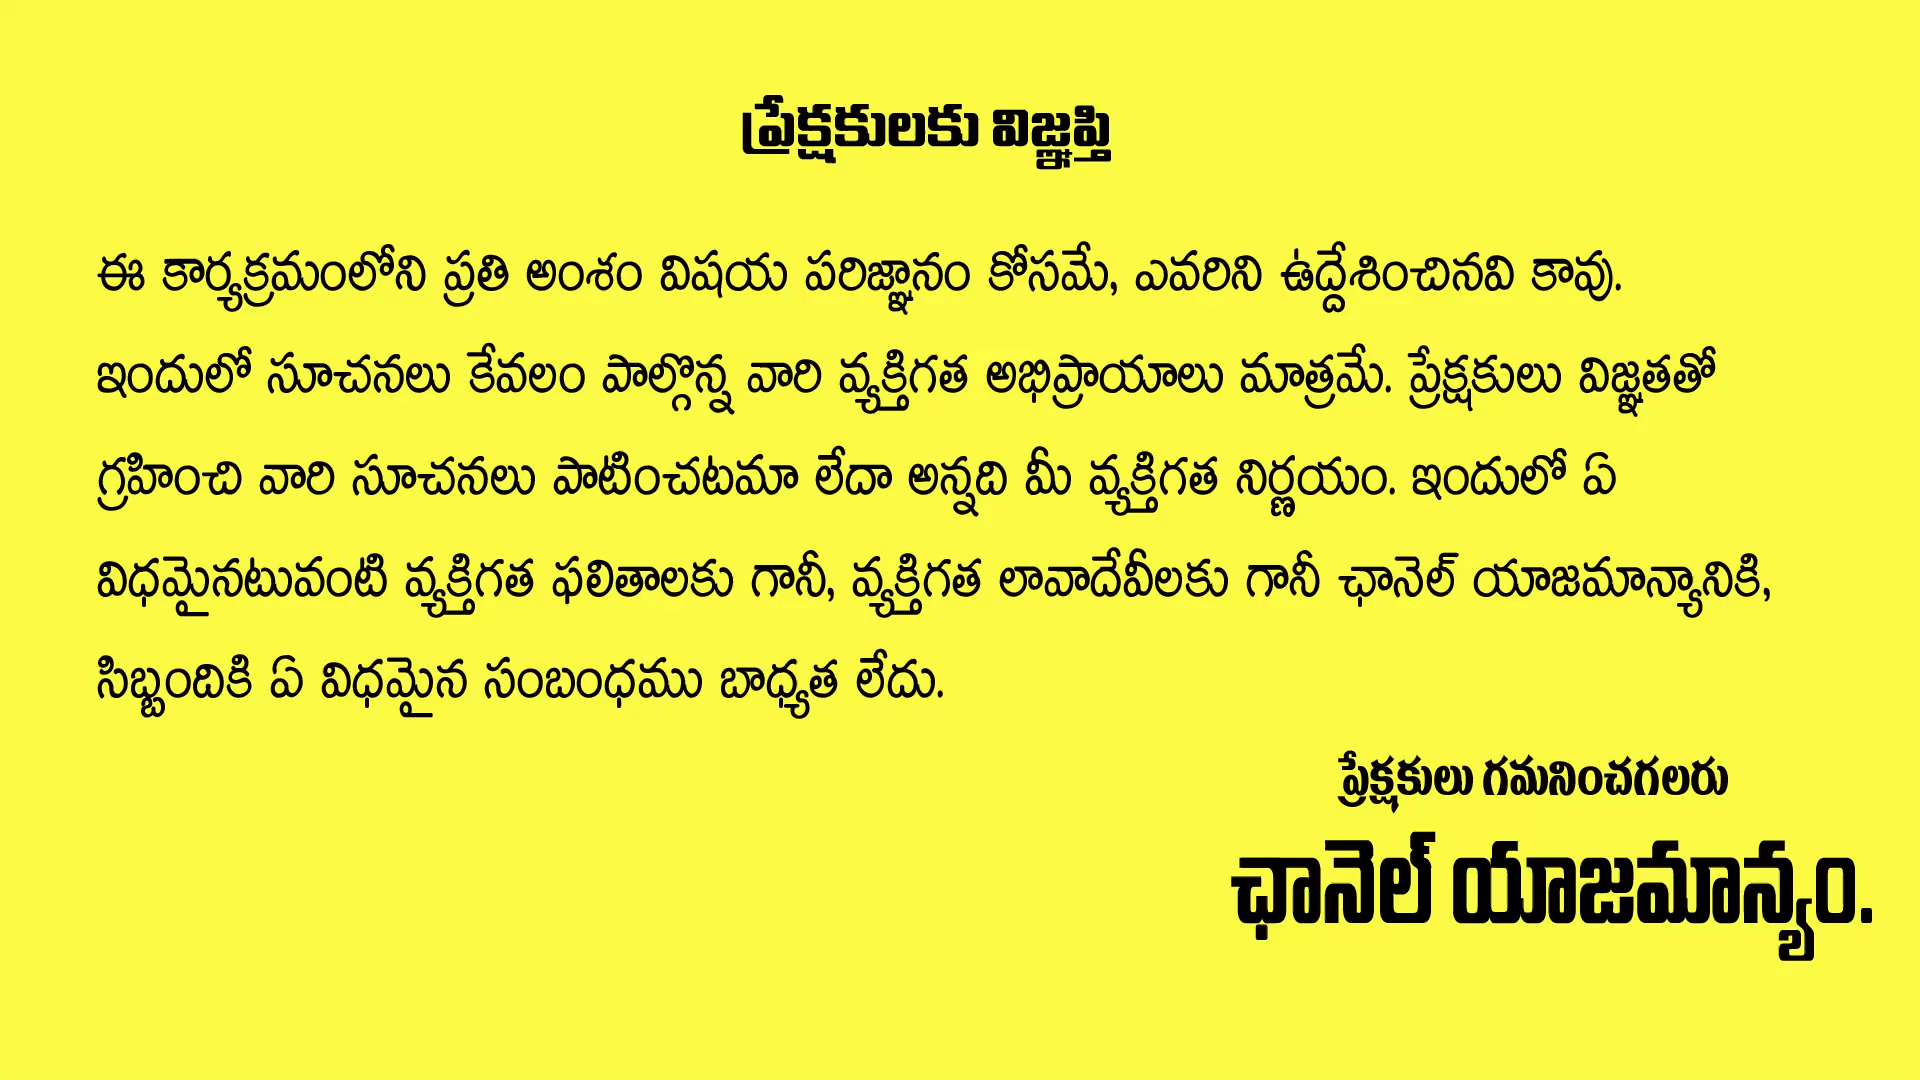 ప్రేక్షకులకు విజ్ఞప్తి
ఈ కార్యక్రమంలోని ప్రతి అంశం విషయ పరిజ్ఞానం కోసమే, ఎవరిని ఉద్దేశించినవి కావు.
ఇందులో సూచనలు కేవలం పాల్గొన్న వారి వ్యక్తిగత అభిప్రాయాలు మాత్రమే. ప్రేక్షకులు విజ్ఞతతో
గ్రహించి వారి సూచనలు పాటించటమా లేదా అన్నది మీ వ్యక్తిగత నిర్ణయం. ఇందులో ఏ
విధమైనటువంటి వ్యక్తిగత ఫలితాలకు గానీ, వ్యక్తిగత లావాదేవీలకు గానీ ఛానెల్ యాజమాన్యానికి,
సిబ్బందికి ఏ విధమైన సంబంధము బాధ్యత లేదు.
ప్రేక్షకులు గమనించగలరు
ఛానెల్ యాజమాన్యం.